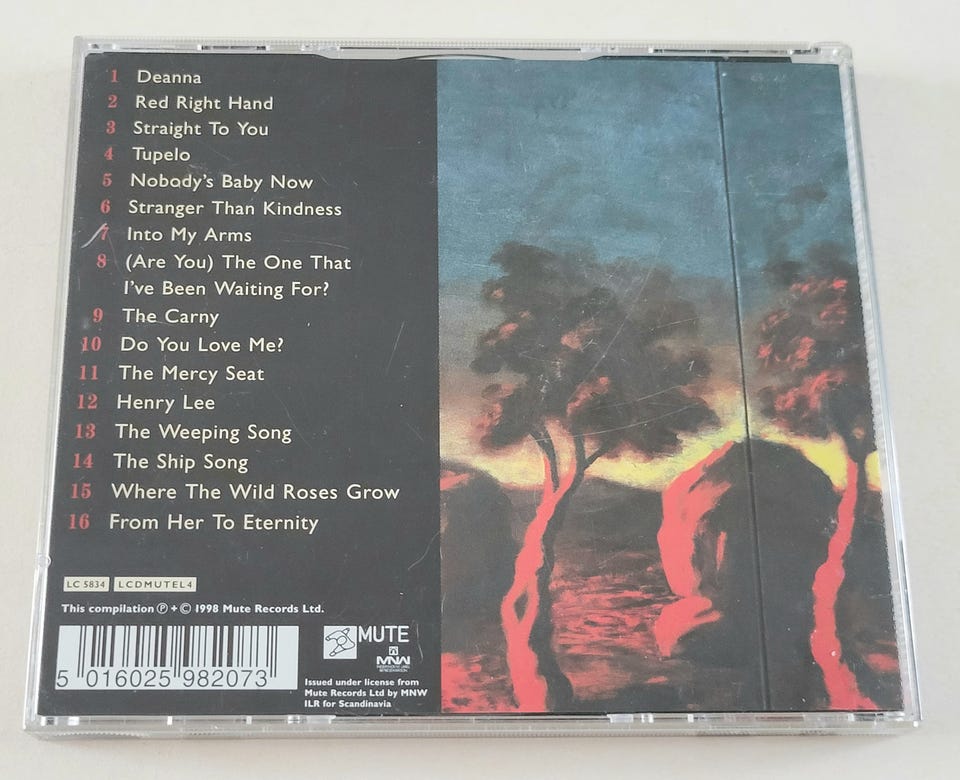 1 Deanna
2 Red Right Hand
3 Straight To You
4 Tupelo
5 Nobody's Baby Now
6 Stranger Than Kindness
7 Into My Arms
8 (Are You) The One That
I've Been Waiting For?
9 The Carny
10 Do You Love Me?
11 The Mercy Seat
12 Henry Lee
13 The Weeping Song
14 The Ship Song
15 Where The Wild Roses Grow
16 From Her To Eternity
LC 5834 LCDMUTEL4
This compilation ℗ + © 1998 Mute Records Ltd.
5 016025 982073
MUTE
MNW
Issued under license from
Mute Records Ltd by MNW
ILR for Scandinavia